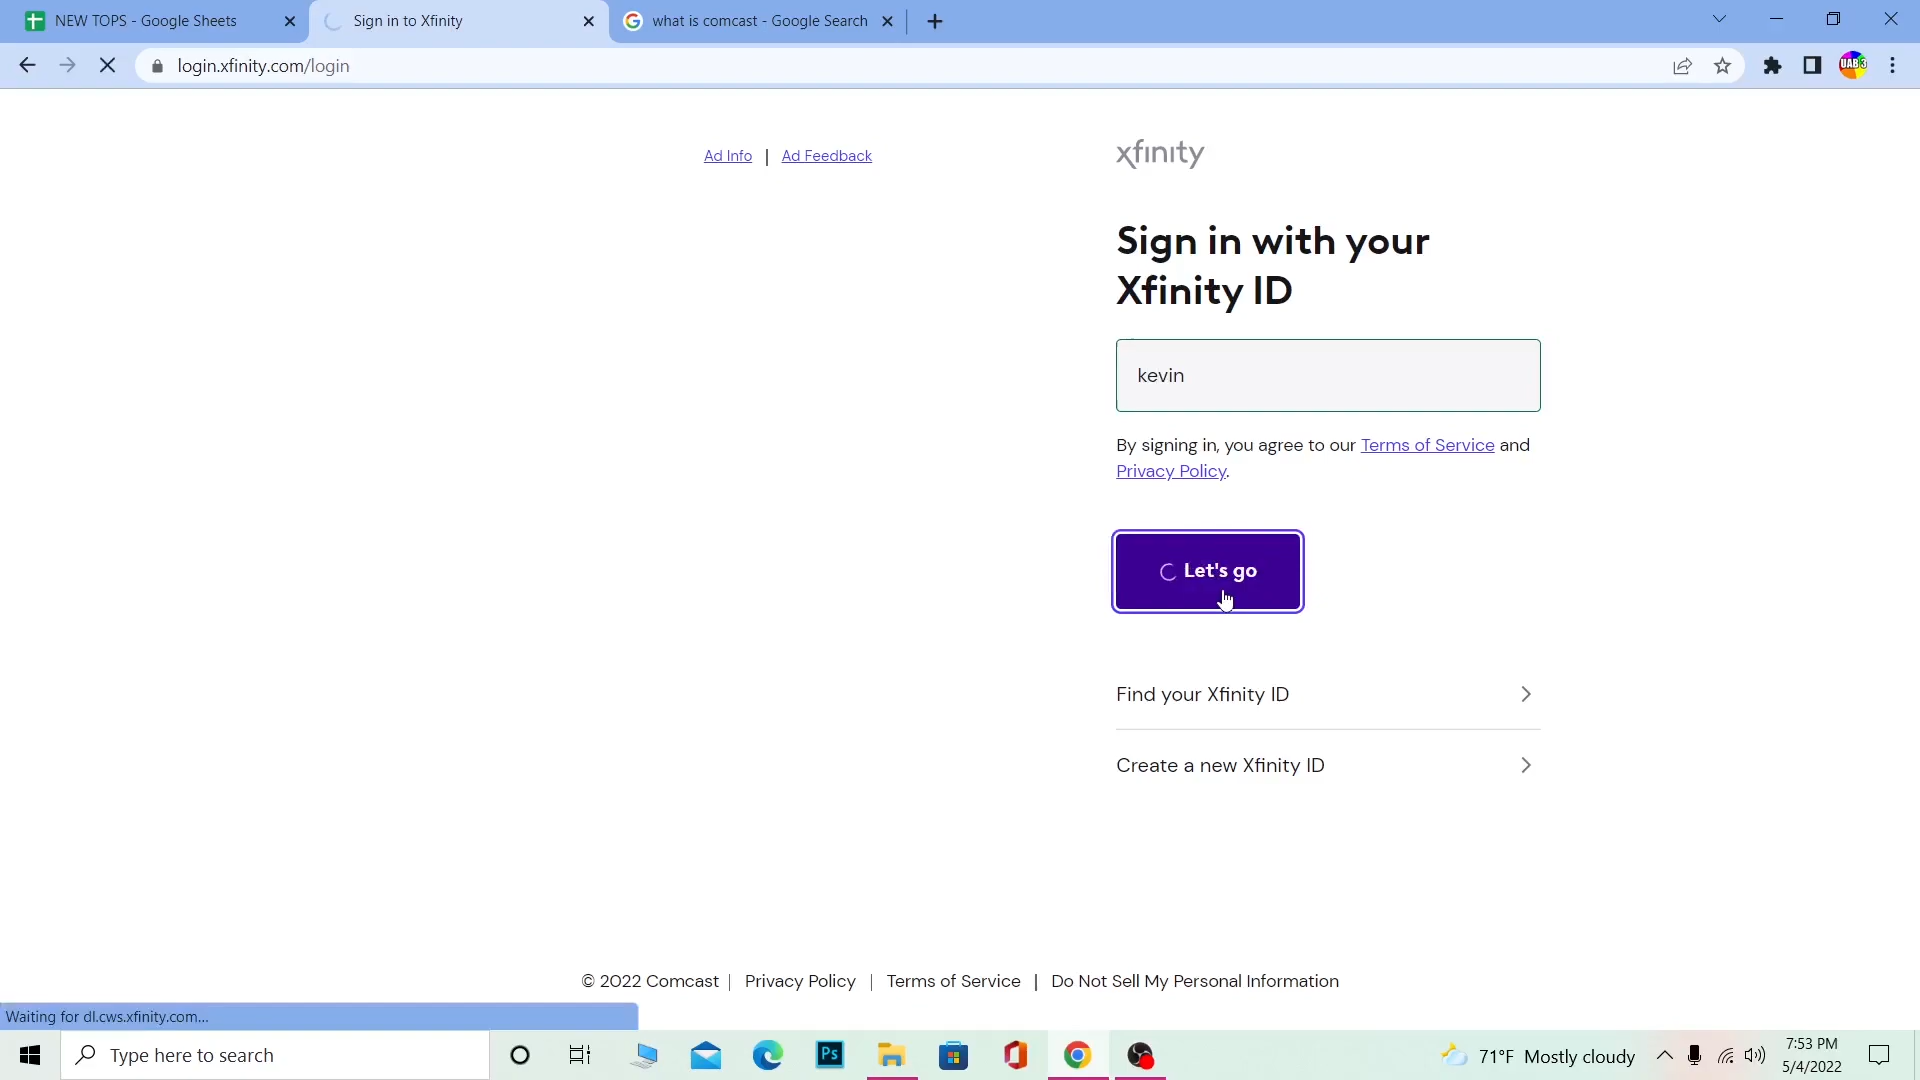 NEW TOPS - Google Sheets
Sign in to Xfinity
what is comcast - Google Search
login.xfinity.com/login
UAB 3
Ad Info | Ad Feedback
xfinity
Sign in with your
Xfinity ID
kevin
By signing in, you agree to our Terms of Service and
Privacy Policy.
Let's go
Find your Xfinity ID
Create a new Xfinity ID
© 2022 Comcast | Privacy Policy | Terms of Service | Do Not Sell My Personal Information
Waiting for dl.cws.xfinity.com...
Type here to search
Ps
71°F Mostly cloudy
7:53 PM
5/4/2022